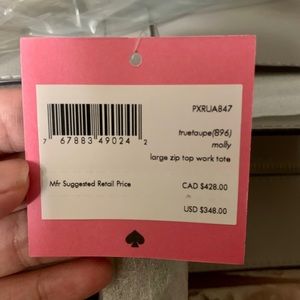 PXRUA847
truetaupe(896)
molly
large zip top work tote
7 67883 49024 2
Mfr Suggested Retail Price
CAD $428.00
USD $348.00